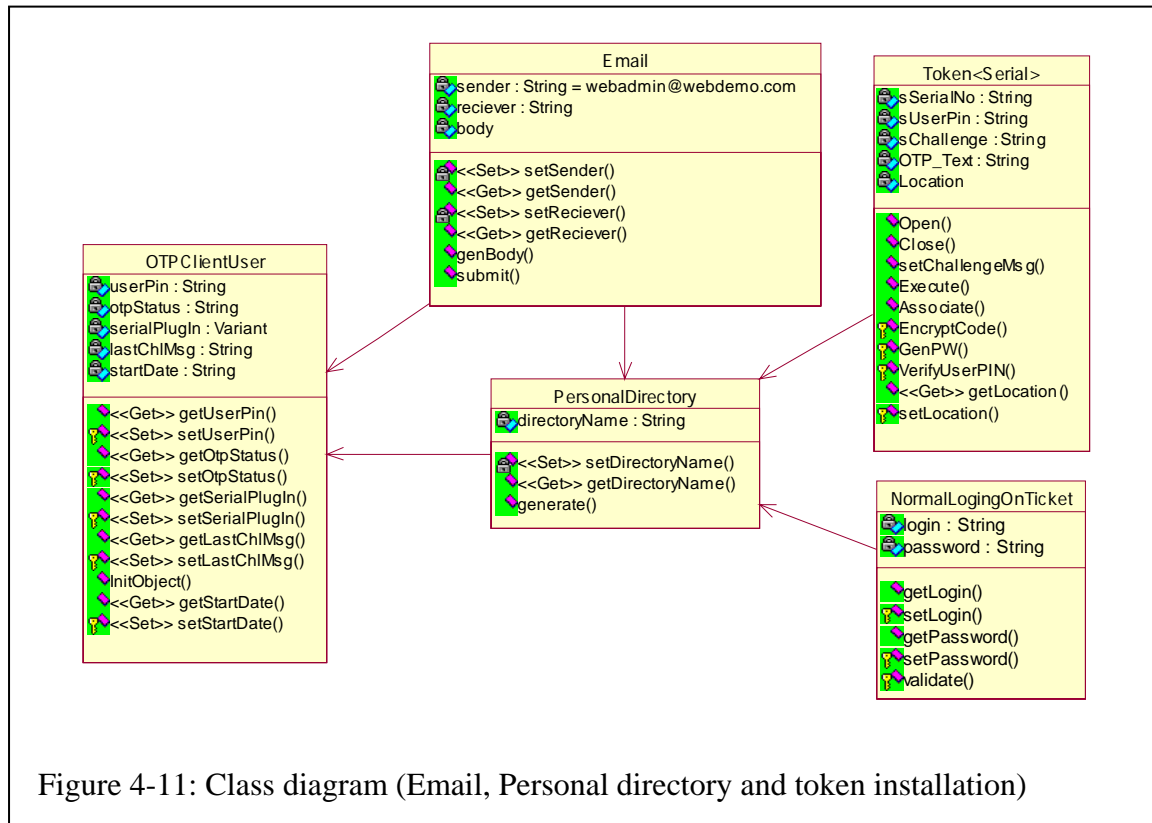 Email
sender : String = webadmin@webdemo.com
reciever : String
body
<<Set>> setSender()
<<Get>> getSender()
<<Set>> setReciever()
<<Get>> getReciever()
genBody()
submit()
Token<Serial>
sSerialNo : String
sUserPin : String
sChallenge : String
OTP_Text : String
Location
Open()
Close()
setChallengeMsg()
Execute()
Associate()
EncryptCode()
GenPW()
VerifyUserPIN()
<<Get>> getLocation()
setLocation()
OTPClientUser
userPin : String
otpStatus : String
serialPlugIn : Variant
lastChlMsg : String
startDate : String
<<Get>> getUserPin()
<<Set>> setUserPin()
<<Get>> getOtpStatus()
<<Set>> setOtpStatus()
<<Get>> getSerialPlugIn()
<<Set>> setSerialPlugIn()
<<Get>> getLastChlMsg()
<<Set>> setLastChlMsg()
InitObject()
<<Get>> getStartDate()
<<Set>> setStartDate()
PersonalDirectory
directoryName : String
<<Set>> setDirectoryName()
<<Get>> getDirectoryName()
generate()
NormalLogingOnTicket
login : String
password : String
getLogin()
setLogin()
getPassword()
setPassword()
validate()
Figure 4-11: Class diagram (Email, Personal directory and token installation)